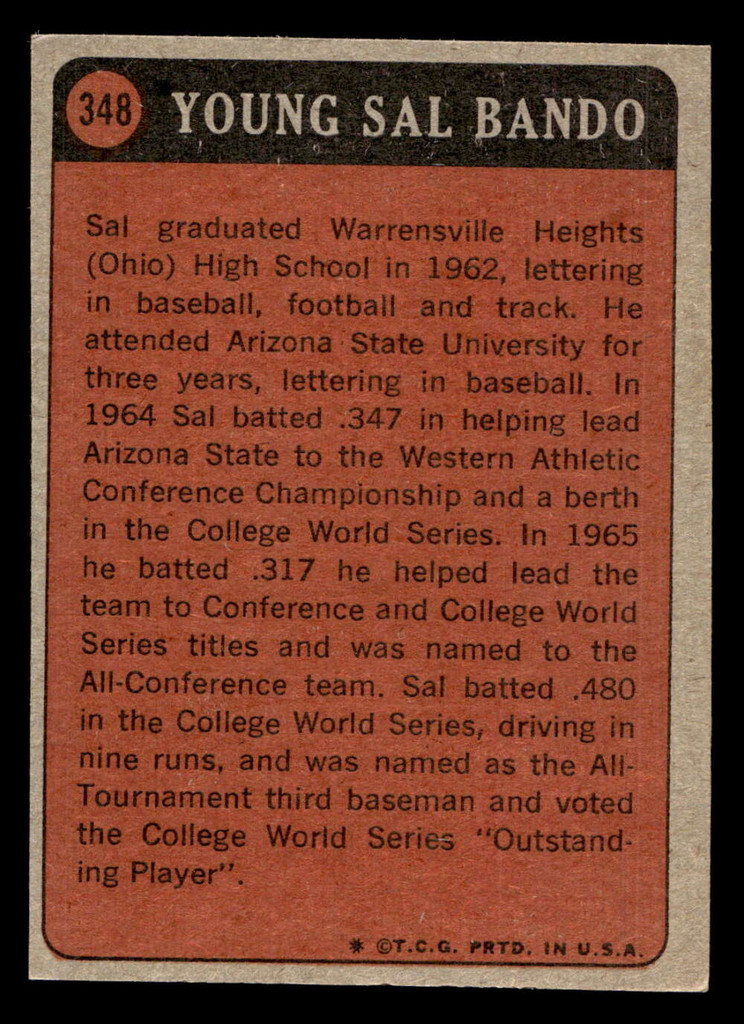 348 YOUNG SAL BANDO
Sal graduated Warrensville Heights
(Ohio) High School in 1962, lettering
in baseball, football and track. He
attended Arizona State University for
three years, lettering in baseball. In
1964 Sal batted .347 in helping lead
Arizona State to the Western Athletic
Conference Championship and a berth
in the College World Series. In 1965
he batted .317 he helped lead the
team to Conference and College World
Series titles and was named to the
All-Conference team. Sal batted .480
in the College World Series, driving in
nine runs, and was named as the All-
Tournament third baseman and voted
the College World Series "Outstand-
ing Player".
* ©T.C.G. PRTD. IN U.S.A.